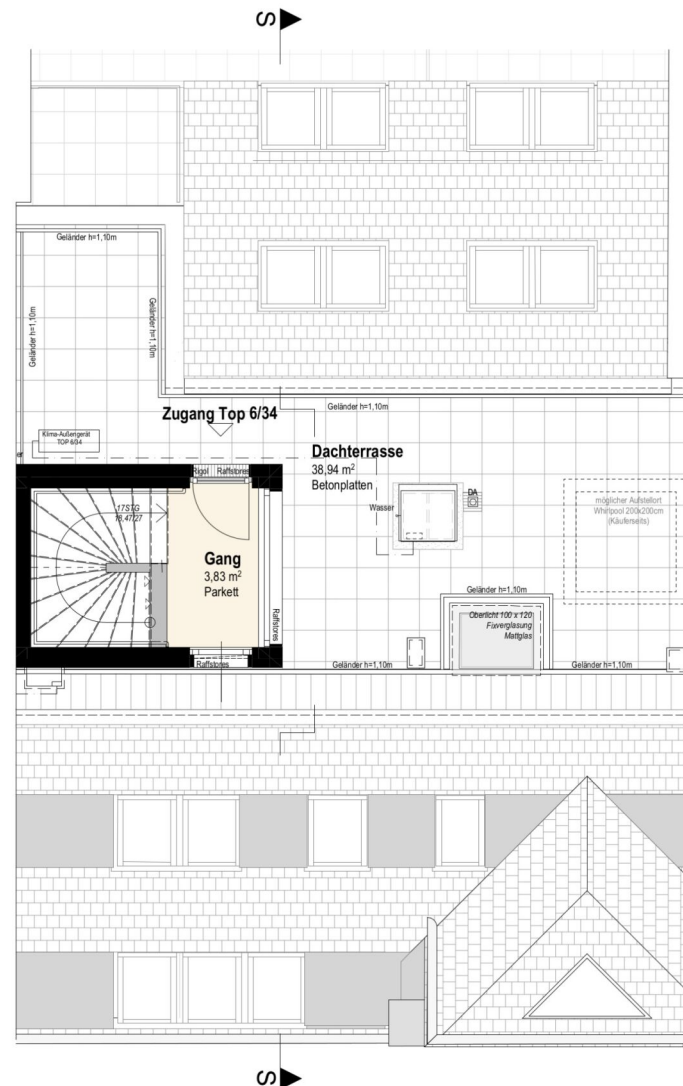 S
Geländer h=1,10m
Geländer h=1,10m
Geländer h=1,10m
Geländer h=1,10m
Zugang Top 6/34
Klima-Außengerät
TOP 6/34
Dachterrasse
38,94 m²
Betonplatten
Rigol
Raffstores
17STG
16,47/27
Gang
3,83 m²
Parkett
Wasser
DA
möglicher Aufstellort
Whirlpool 200x200cm
(Käuferseits)
Geländer h=1,10m
Oberlicht 100 x 120
Fixverglasung
Mattglas
Raffstores
Raffstores
Geländer h=1,10m
Geländer h=1,10m
S